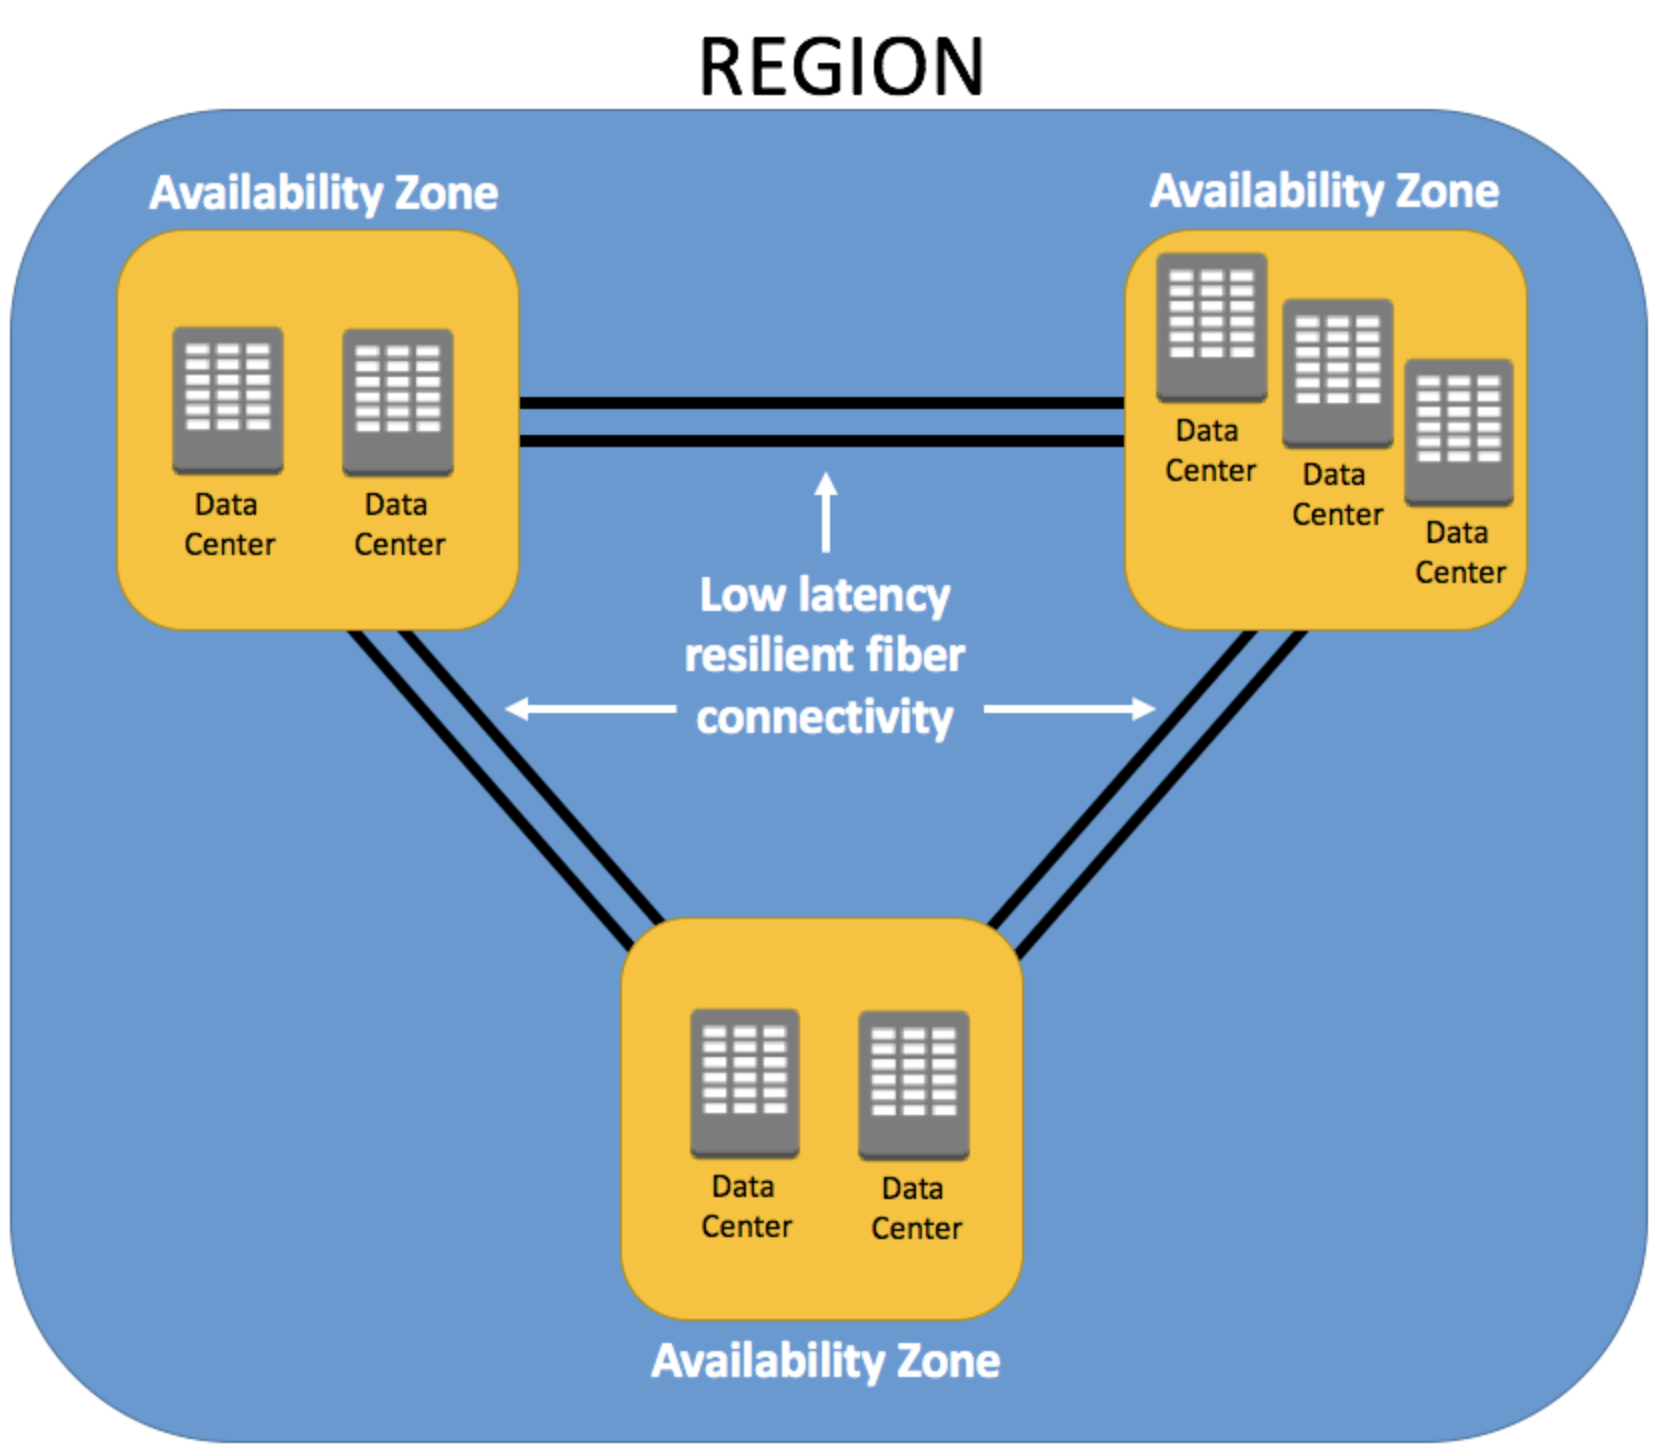 REGION
Availability Zone
Data
Center
Data
Center
Availability Zone
Data
Center
Data
Center
Data
Center
Low latency
resilient fiber
connectivity
Data
Center
Data
Center
Availability Zone